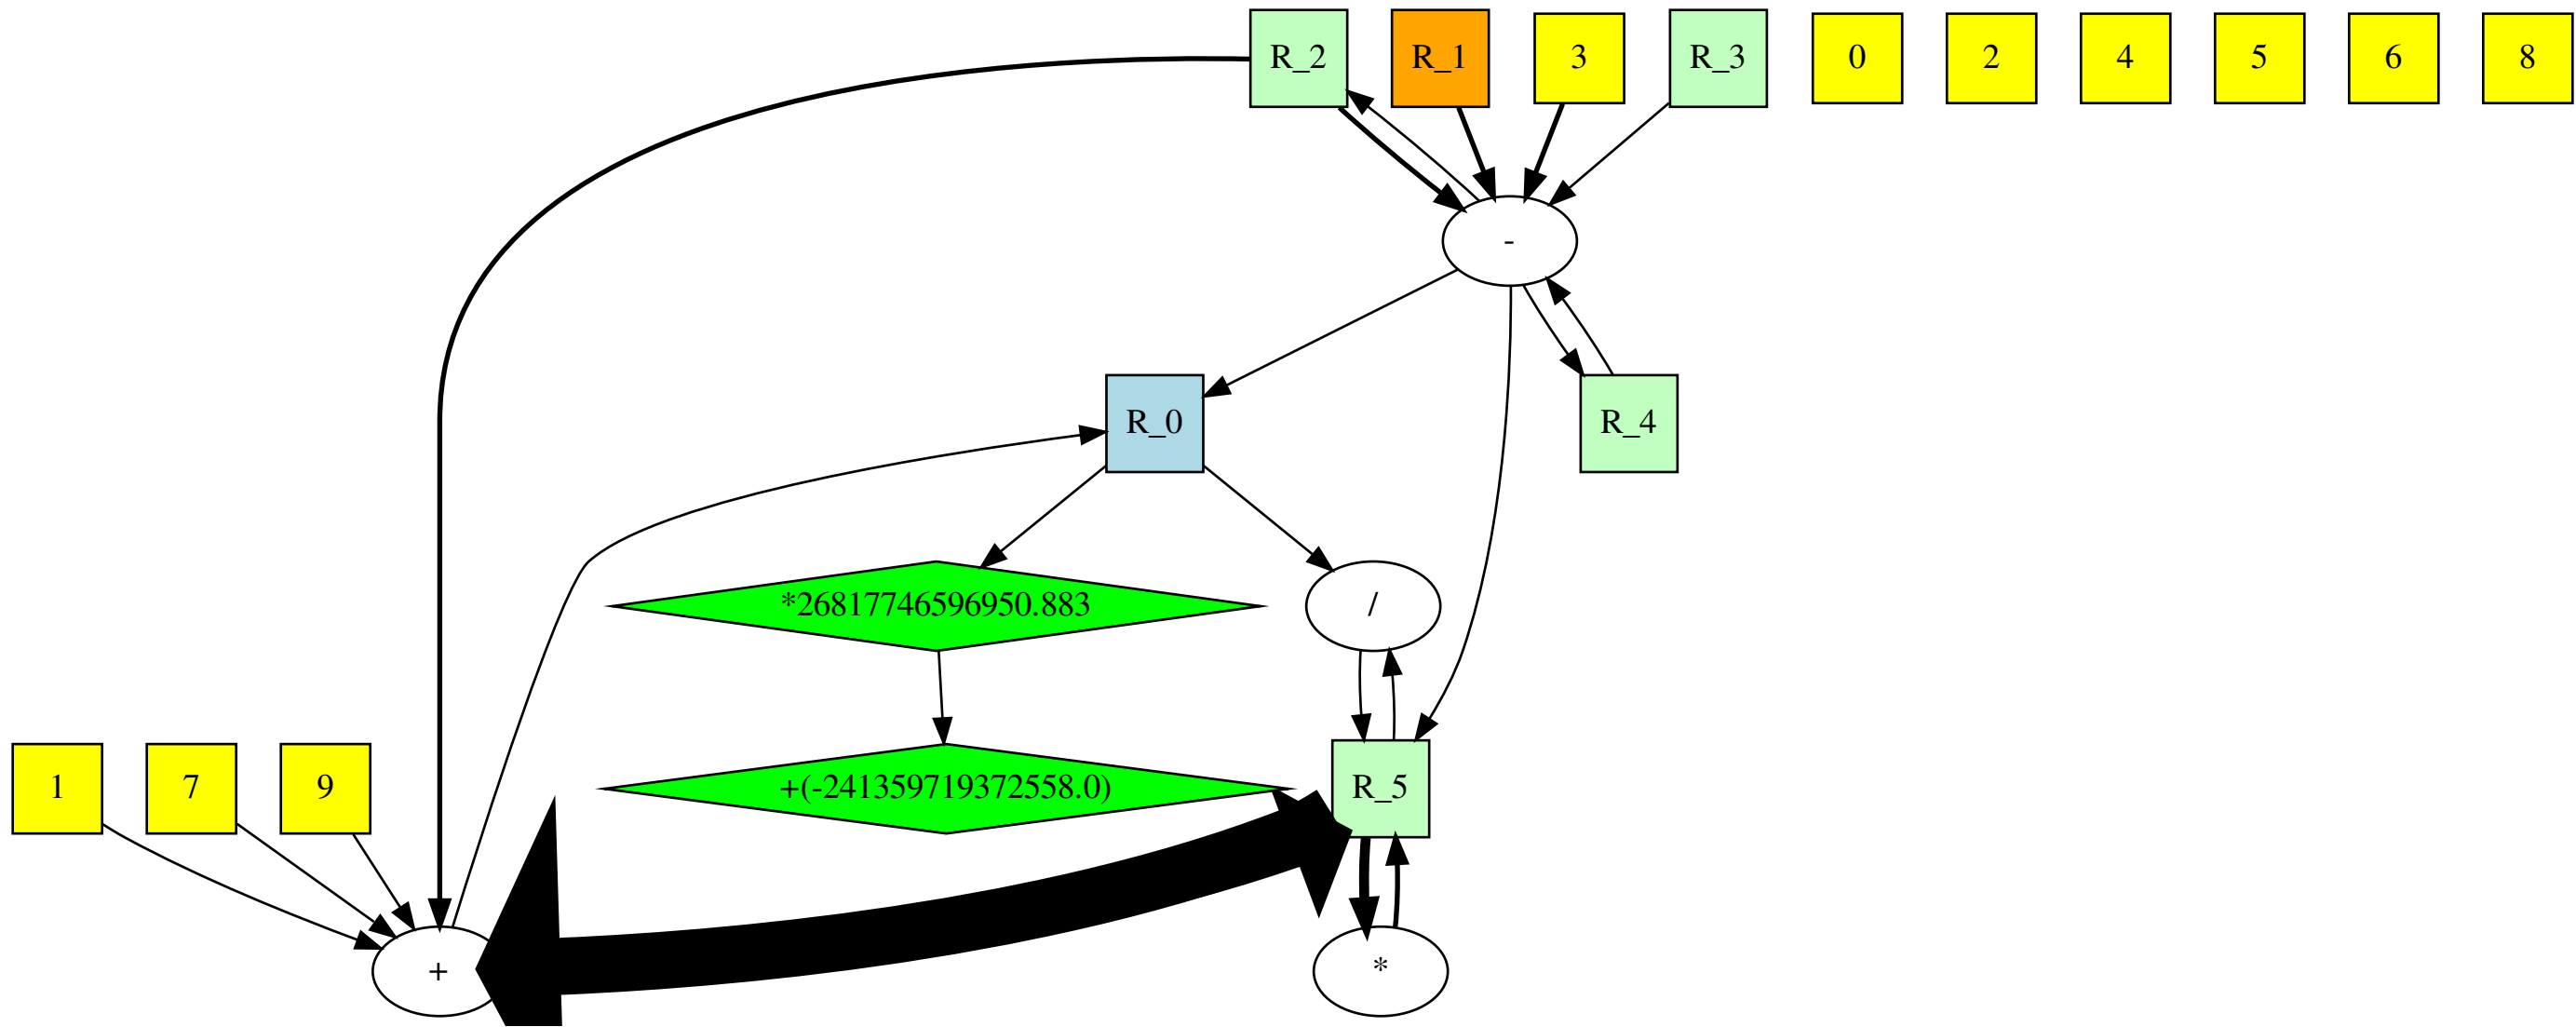 R_2
R_1
3
R_3
0
2
4
5
6
8
-
R_0
R_4
*26817746596950.883
/
1
7
9
+(-241359719372558.0)
R_5
+
*